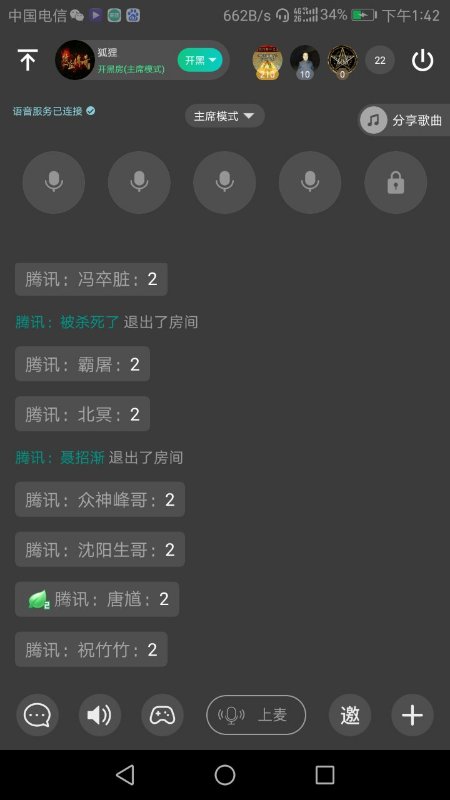 中国电信 662B/s 4G 2G 34% 下午1:42
狐狸
开黑房(主席模式)
开黑
210
10
0
22
语音服务已连接
主席模式
分享歌曲
腾讯：冯卒脏：2
腾讯：被杀死了 退出了房间
腾讯：霸屠：2
腾讯：北冥：2
腾讯：聂招渐 退出了房间
腾讯：众神峰哥：2
腾讯：沈阳生哥：2
2 腾讯：唐馗：2
腾讯：祝竹竹：2
上麦
邀